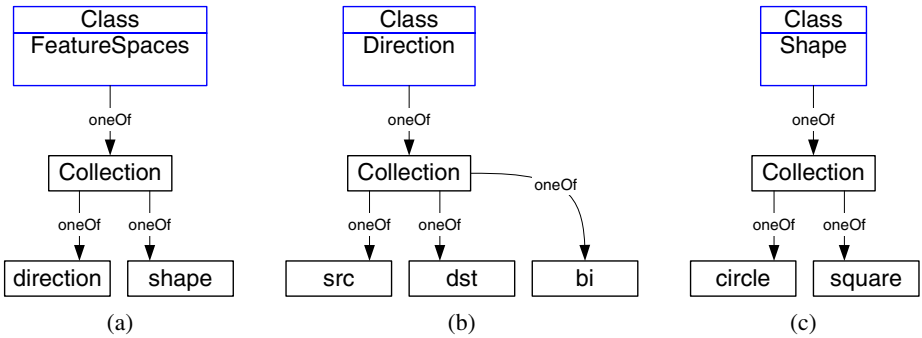 Class
FeatureSpaces
oneOf
Collection
oneOf oneOf
direction shape
(a)
Class
Direction
oneOf
Collection
oneOf
oneOf oneOf
src dst bi
(b)
Class
Shape
oneOf
Collection
oneOf oneOf
circle square
(c)